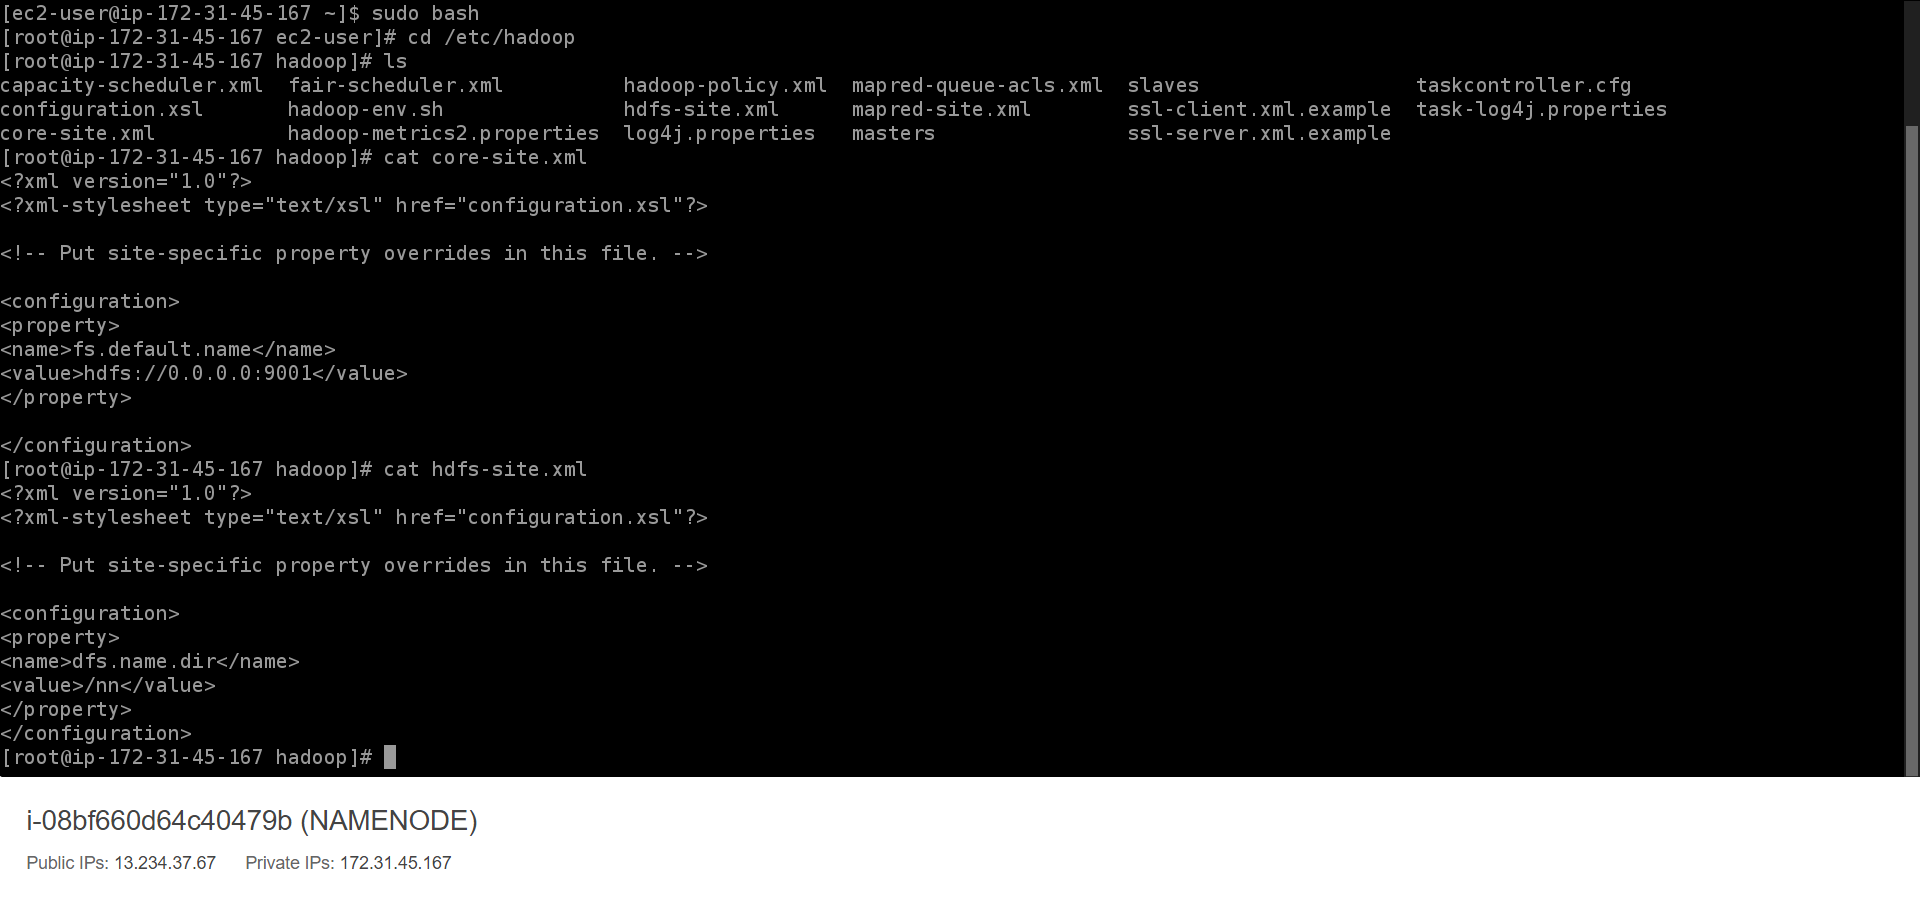 [ec2-user@ip-172-31-45-167 ~]$ sudo bash
[root@ip-172-31-45-167 ec2-user]# cd /etc/hadoop
[root@ip-172-31-45-167 hadoop]# ls
capacity-scheduler.xml  fair-scheduler.xml          hadoop-policy.xml  mapred-queue-acls.xml  slaves                  taskcontroller.cfg
configuration.xsl       hadoop-env.sh               hdfs-site.xml      mapred-site.xml        ssl-client.xml.example  task-log4j.properties
core-site.xml           hadoop-metrics2.properties  log4j.properties   masters                ssl-server.xml.example
[root@ip-172-31-45-167 hadoop]# cat core-site.xml
<?xml version="1.0"?>
<?xml-stylesheet type="text/xsl" href="configuration.xsl"?>
<!-- Put site-specific property overrides in this file. -->
<configuration>
<property>
<name>fs.default.name</name>
<value>hdfs://0.0.0.0:9001</value>
</property>
</configuration>
[root@ip-172-31-45-167 hadoop]# cat hdfs-site.xml
<?xml version="1.0"?>
<?xml-stylesheet type="text/xsl" href="configuration.xsl"?>
<!-- Put site-specific property overrides in this file. -->
<configuration>
<property>
<name>dfs.name.dir</name>
<value>/nn</value>
</property>
</configuration>
[root@ip-172-31-45-167 hadoop]#
i-08bf660d64c40479b (NAMENODE)
Public IPs: 13.234.37.67 Private IPs: 172.31.45.167